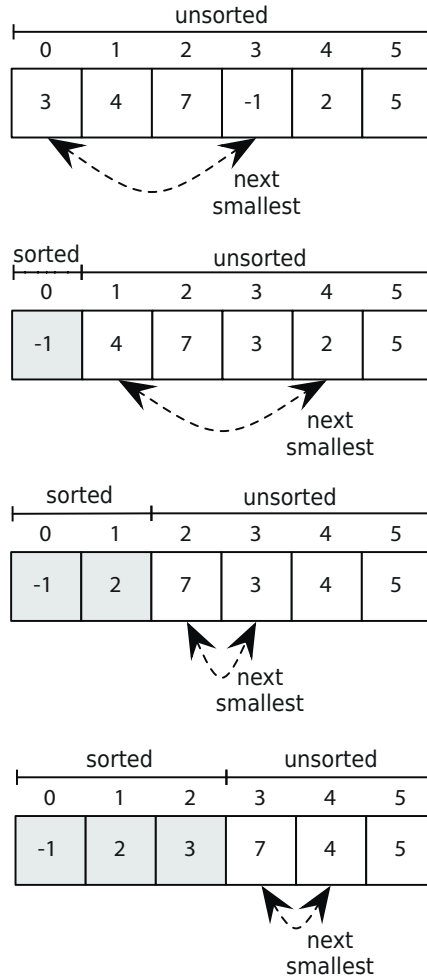 unsorted
0 1 2 3 4 5
3 4 7 -1 2 5
next
smallest
sorted unsorted
0 1 2 3 4 5
-1 4 7 3 2 5
next
smallest
sorted unsorted
0 1 2 3 4 5
-1 2 7 3 4 5
next
smallest
sorted unsorted
0 1 2 3 4 5
-1 2 3 7 4 5
next
smallest